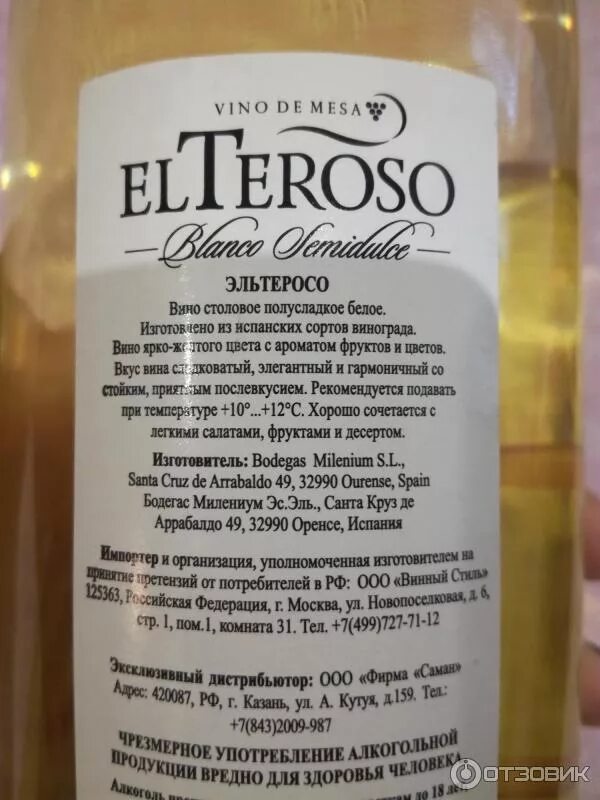 VINO DE MESA
ELTEROSO
Blanco Semidulce
ЭЛЬТЕРОСО
Вино столовое полусладкое белое.
Изготовлено из испанских сортов винограда.
Вино ярко-желтого цвета с ароматом фруктов и цветов.
Вкус вина сладковатый, элегантный и гармоничный со
стойким, приятным послевкусием. Рекомендуется подавать
при температуре +10°...+12°С. Хорошо сочетается с
легкими салатами, фруктами и десертом.
Изготовитель: Bodegas Milenium S.L.,
Santa Cruz de Arrabaldo 49, 32990 Ourense, Spain
Бодегас Милениум Эс.Эль., Санта Круз де
Аррабалдо 49, 32990 Оренсе, Испания
Импортер и организация, уполномоченная изготовителем на
принятие претензий от потребителей в РФ: ООО «Винный Стиль»
125363, Российская Федерация, г. Москва, ул. Новопоселковая, д. 6,
стр. 1, пом.1, комната 31. Тел. +7(499)727-71-12
Эксклюзивный дистрибьютор: ООО «Фирма «Саман»
Адрес: 420087, РФ, г. Казань, ул. А. Кутуя, д.159. Тел.:
+7(843)2009-987
ЧРЕЗМЕРНОЕ УПОТРЕБЛЕНИЕ АЛКОГОЛЬНОЙ
ПРОДУКЦИИ ВРЕДНО ДЛЯ ЗДОРОВЬЯ ЧЕЛОВЕКА
Алкоголь до 18 лет
ОТЗОВИК